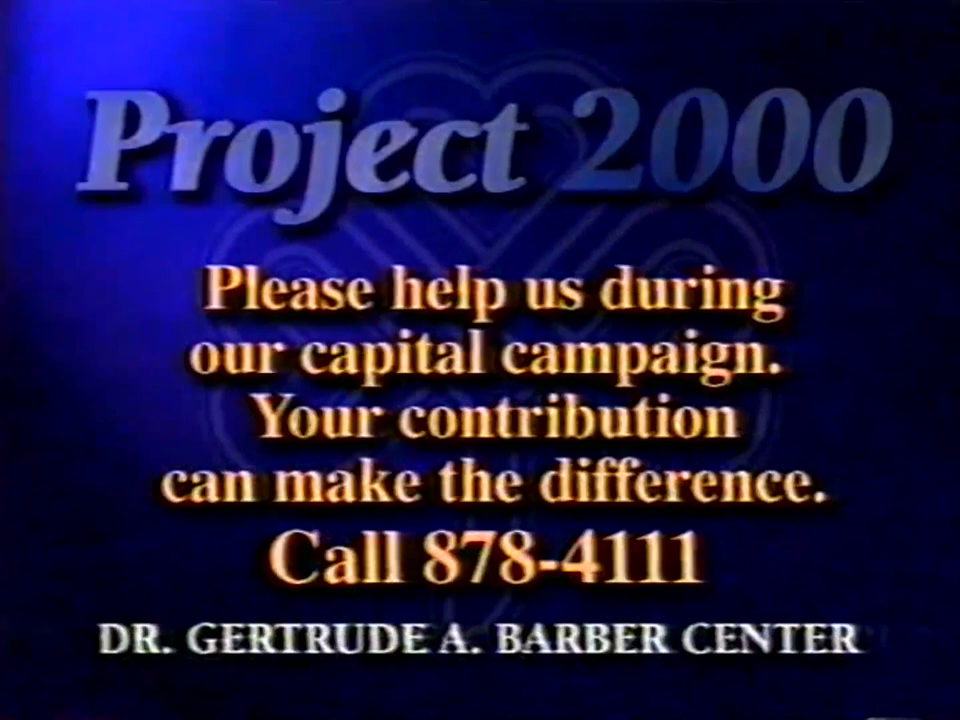 Project 2000
Please help us during
our capital campaign.
Your contribution
can make the difference.
Call 878-4111
DR. GERTRUDE A. BARBER CENTER